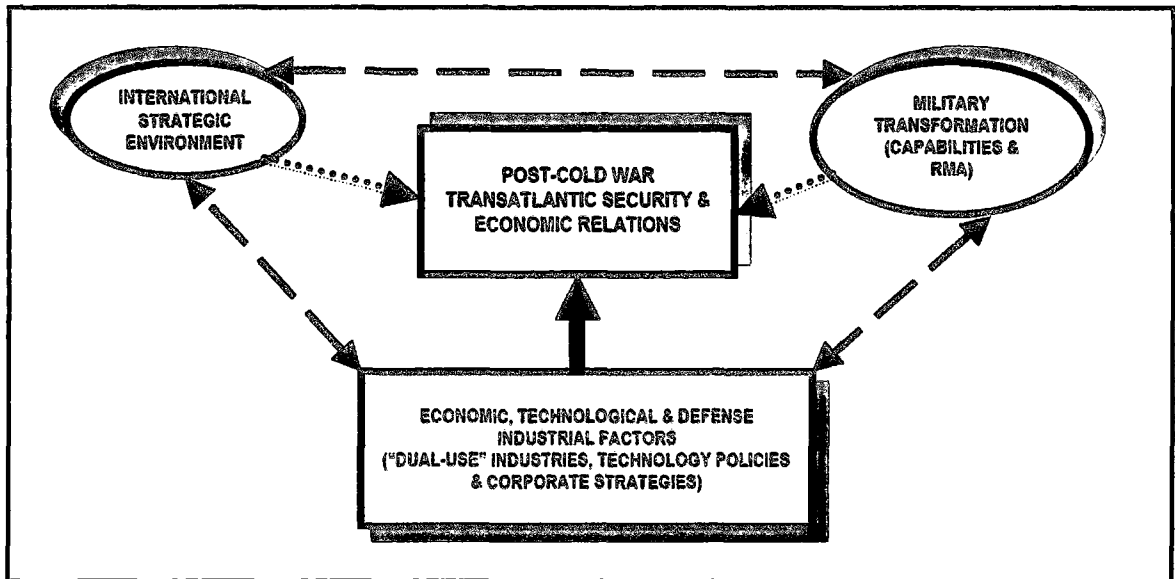 INTERNATIONAL
STRATEGIC
ENVIRONMENT
MILITARY
TRANSFORMATION
(CAPABILITIES &
RMA)
POST-COLD WAR
TRANSATLANTIC SECURITY &
ECONOMIC RELATIONS
ECONOMIC, TECHNOLOGICAL & DEFENSE
INDUSTRIAL FACTORS
("DUAL-USE" INDUSTRIES, TECHNOLOGY POLICIES
& CORPORATE STRATEGIES)